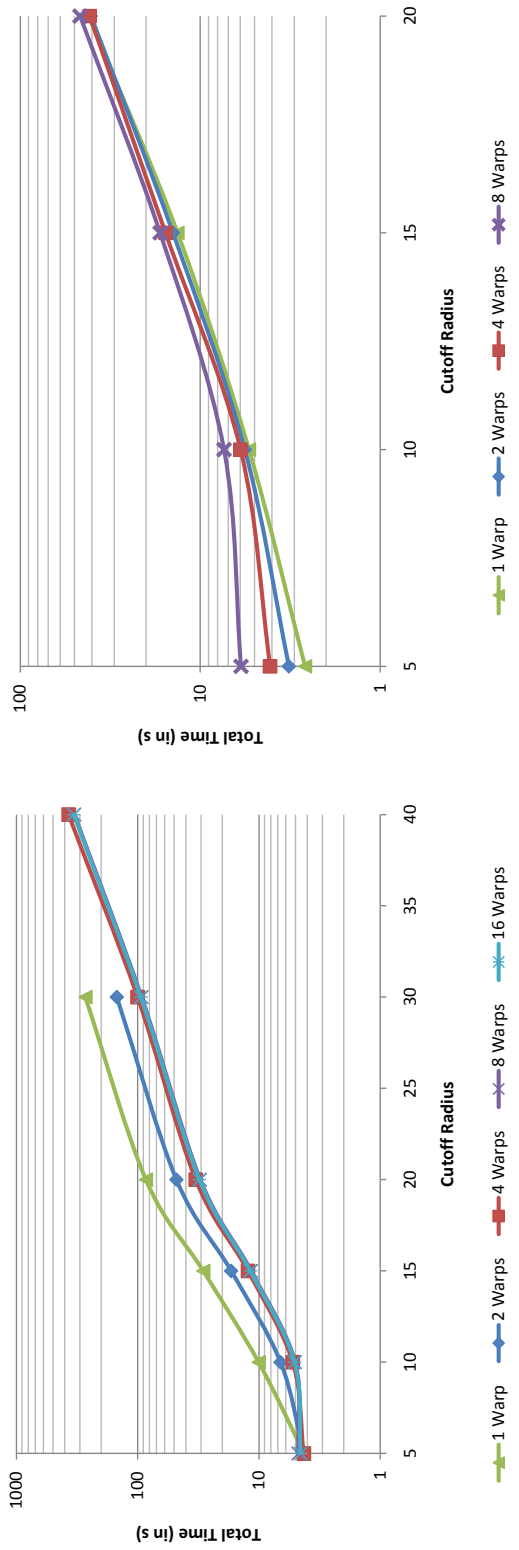 1000
100
10
1
5 10 15 20 25 30 35 40
Total Time (in s)
Cutoff Radius
1 Warp 2 Warps 4 Warps 8 Warps 16 Warps
100
10
1
5 10 15 20
Total Time (in s)
Cutoff Radius
1 Warp 2 Warps 4 Warps 8 Warps